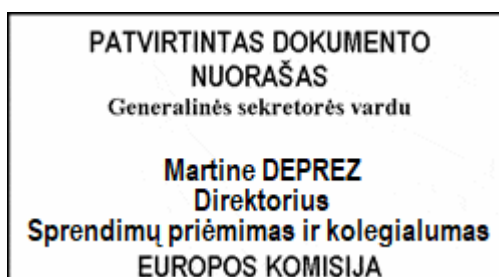 PATVIRTINTAS DOKUMENTO
NUORAŠAS
Generalinės sekretorės vardu
Martine DEPREZ
Direktorius
Sprendimų priėmimas ir kolegialumas
EUROPOS KOMISIJA